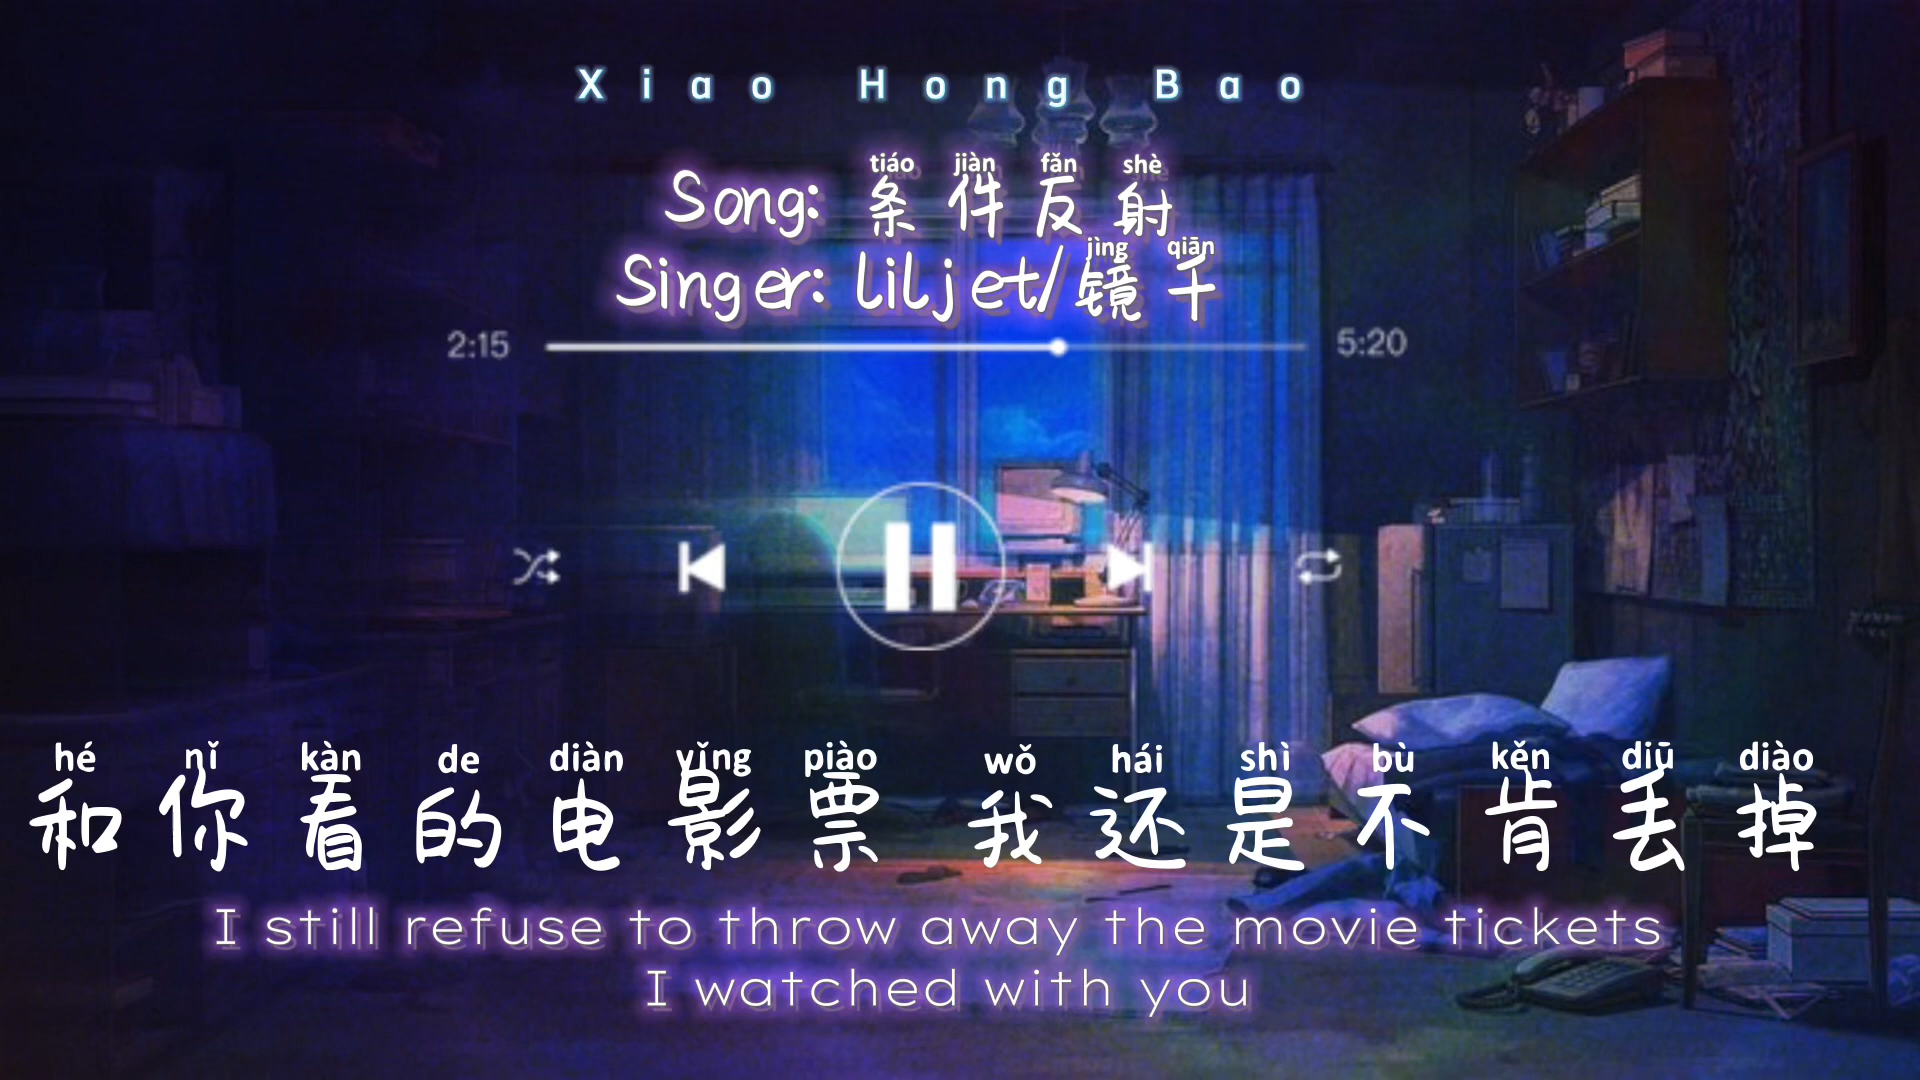 Xiao Hong Bao
tiáo jiàn fǎn shè
Song: 条件反射
jìng qiān
Singer: liljet/镜千
2:15 5:20
hé nǐ kàn de diàn yǐng piào wǒ hái shì bù kěn diū diào
和你看的电影票 我还是不肯丢掉
I still refuse to throw away the movie tickets
I watched with you